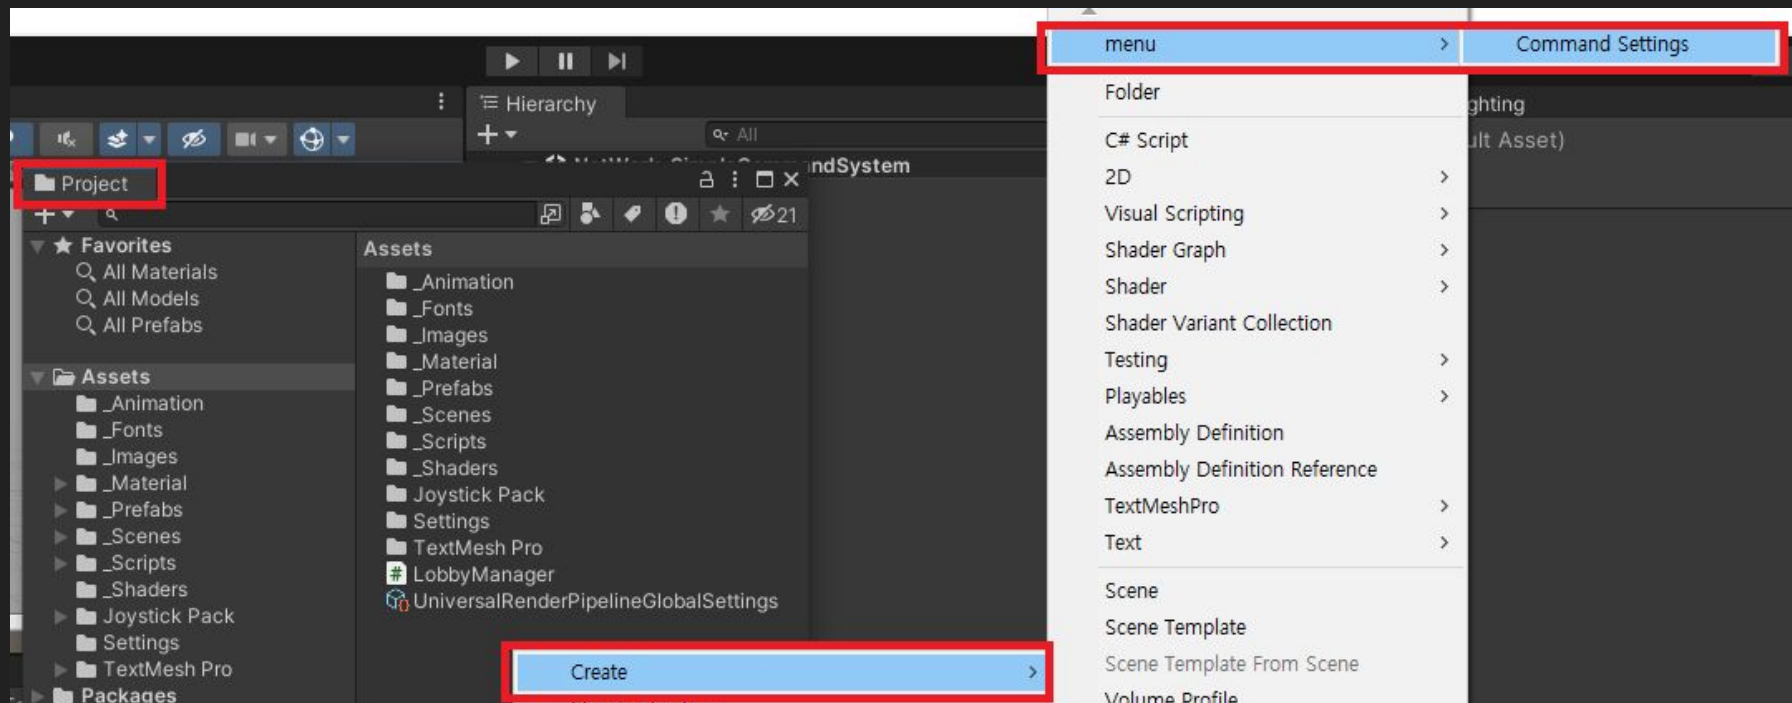 menu
Command Settings
Folder
Hierarchy
ghting
All
C# Script
ult Asset)
ndSystem
2D
Project
Visual Scripting
21
Favorites
Assets
Shader Graph
All Materials
_Animation
Shader
All Models
_Fonts
Shader Variant Collection
All Prefabs
_Images
Testing
_Material
Assets
_Prefabs
Playables
_Animation
_Scenes
Assembly Definition
_Fonts
_Scripts
Assembly Definition Reference
_Images
_Shaders
TextMeshPro
_Material
Joystick Pack
_Prefabs
Settings
Text
_Scenes
TextMesh Pro
_Scripts
LobbyManager
Scene
_Shaders
UniversalRenderPipelineGlobalSettings
Scene Template
Joystick Pack
Settings
Scene Template From Scene
TextMesh Pro
Create
Packages
Volume Profile